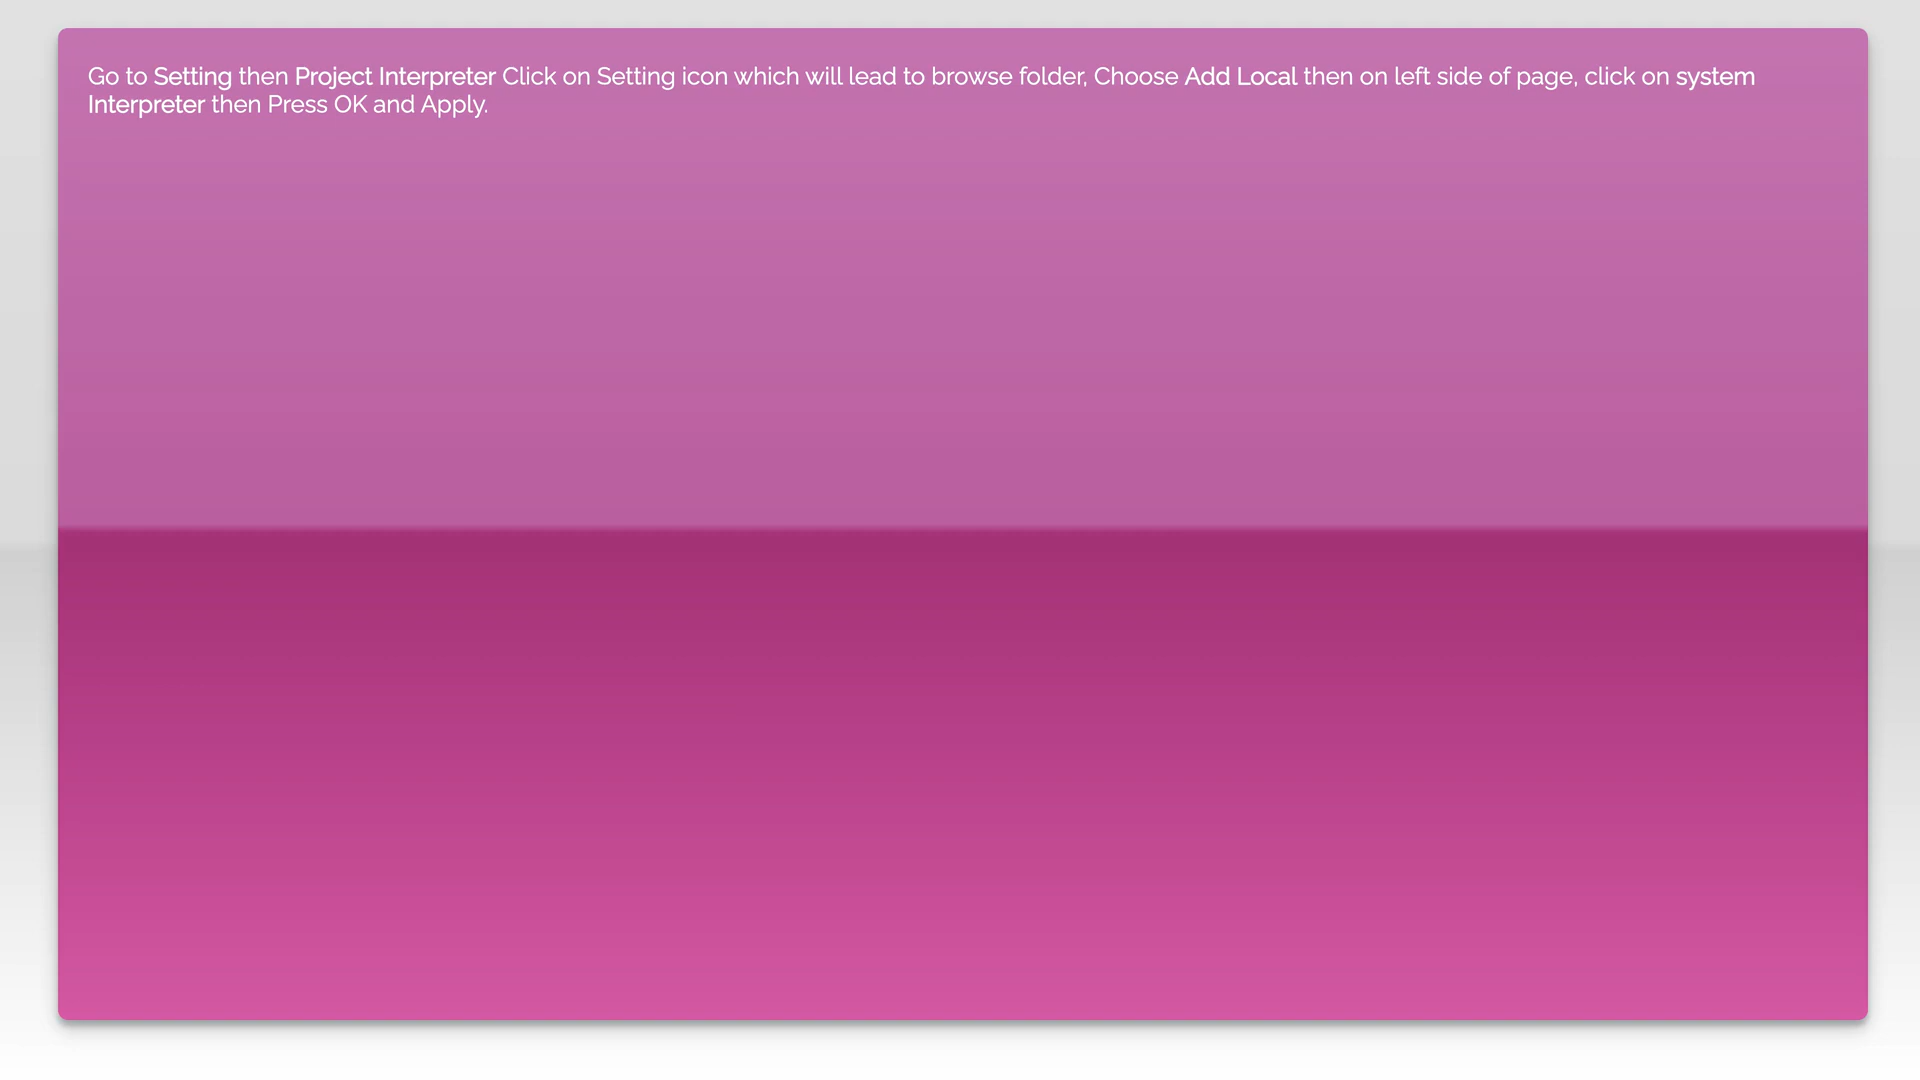 Go to Setting then Project Interpreter Click on Setting icon which will lead to browse folder, Choose Add Local then on left side of page, click on system
Interpreter then Press OK and Apply.